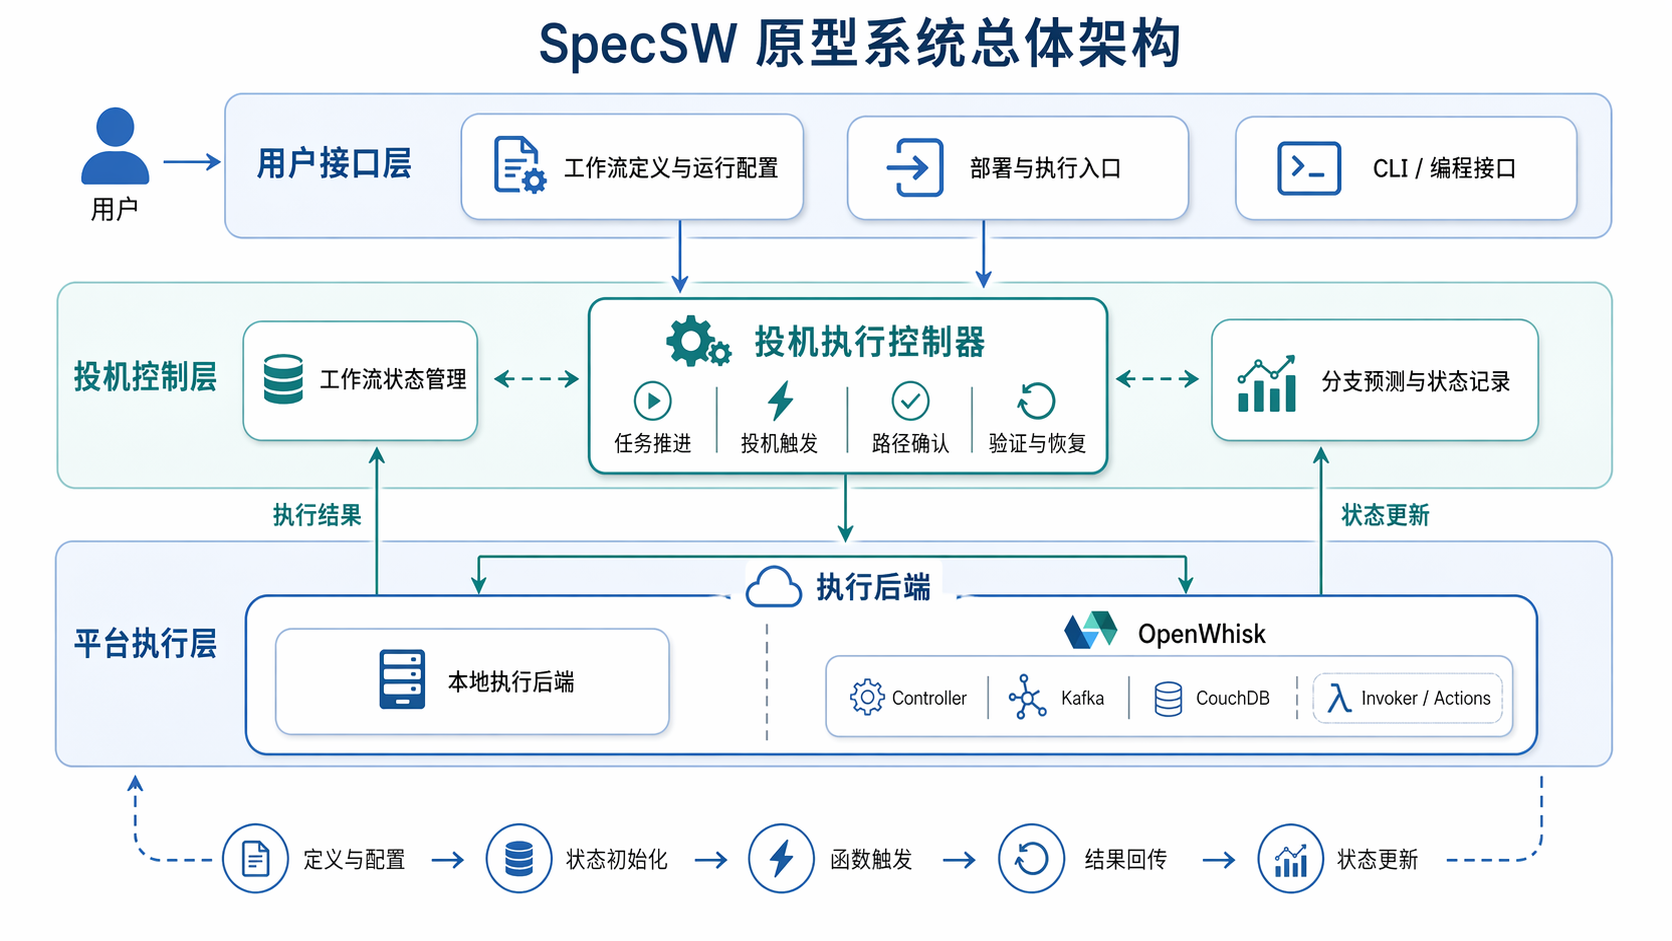 SpecSW 原型系统总体架构
用户
用户接口层
工作流定义与运行配置
部署与执行入口
CLI / 编程接口
投机控制层
工作流状态管理
投机执行控制器
任务推进
投机触发
路径确认
验证与恢复
分支预测与状态记录
执行结果
状态更新
平台执行层
执行后端
本地执行后端
OpenWhisk
Controller
Kafka
CouchDB
Invoker / Actions
定义与配置
状态初始化
函数触发
结果回传
状态更新